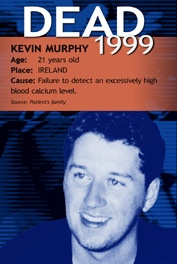 DEAD
1999
KEVIN MURPHY
Age: 21 years old
Place: IRELAND
Cause: Failure to detect an excessively high
blood calcium level.
Source: Patient's family